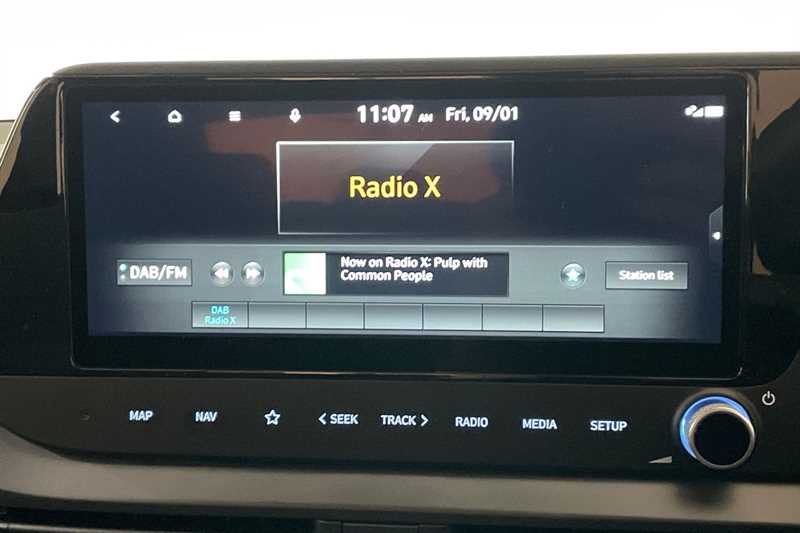 11:07 AM Fri, 09/01
Radio X
DAB/FM
Now on Radio X: Pulp with
Common People
Station list
DAB
Radio X
MAP NAV < SEEK TRACK > RADIO MEDIA SETUP